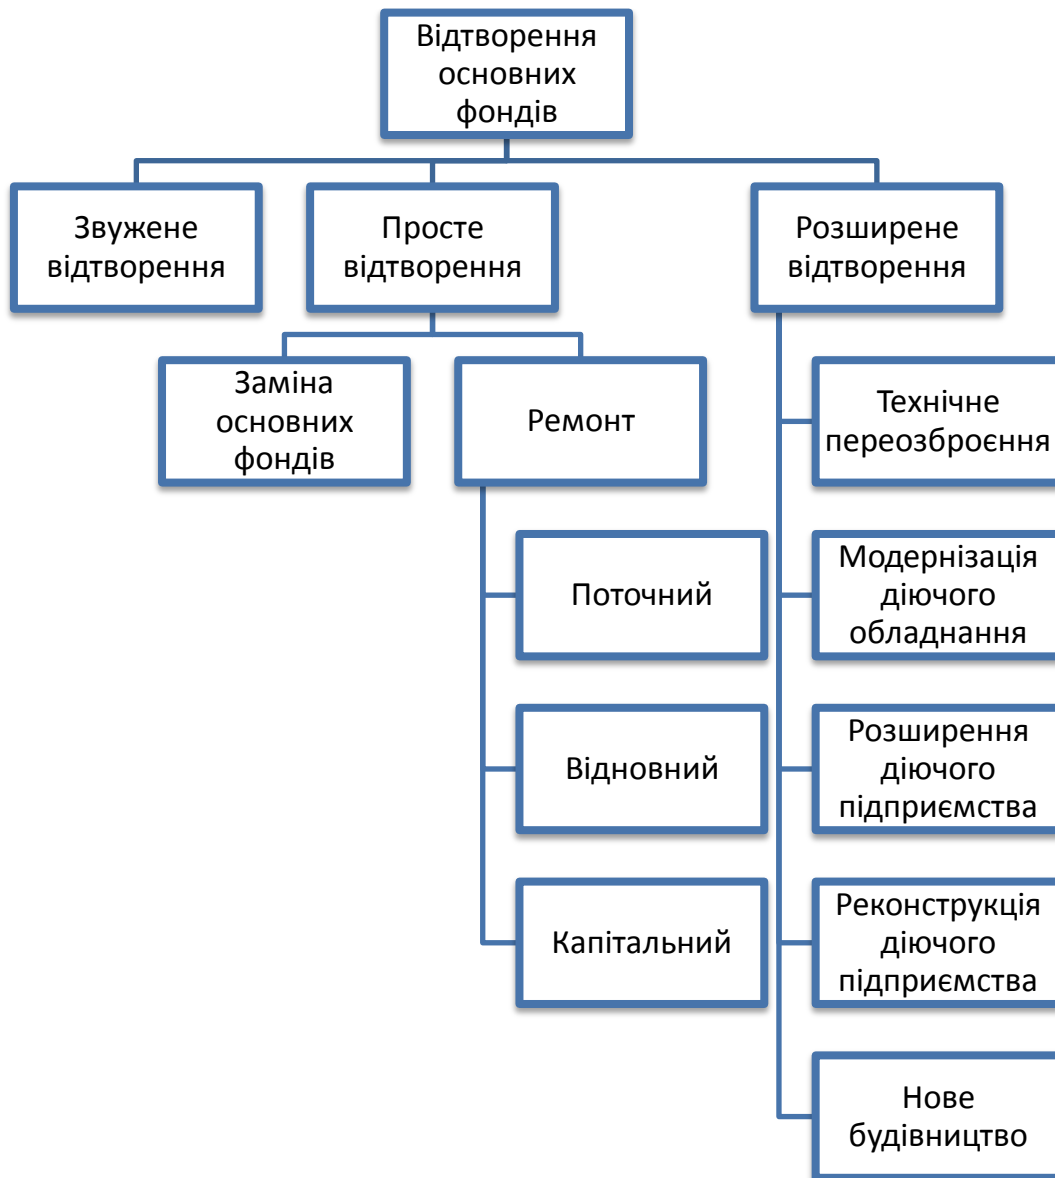 Відтворення
основних
фондів
Звужене
відтворення
Просте
відтворення
Розширене
відтворення
Заміна
основних
фондів
Ремонт
Поточний
Відновний
Капітальний
Технічне
переозброєння
Модернізація
діючого
обладнання
Розширення
діючого
підприємства
Реконструкція
діючого
підприємства
Нове
будівництво